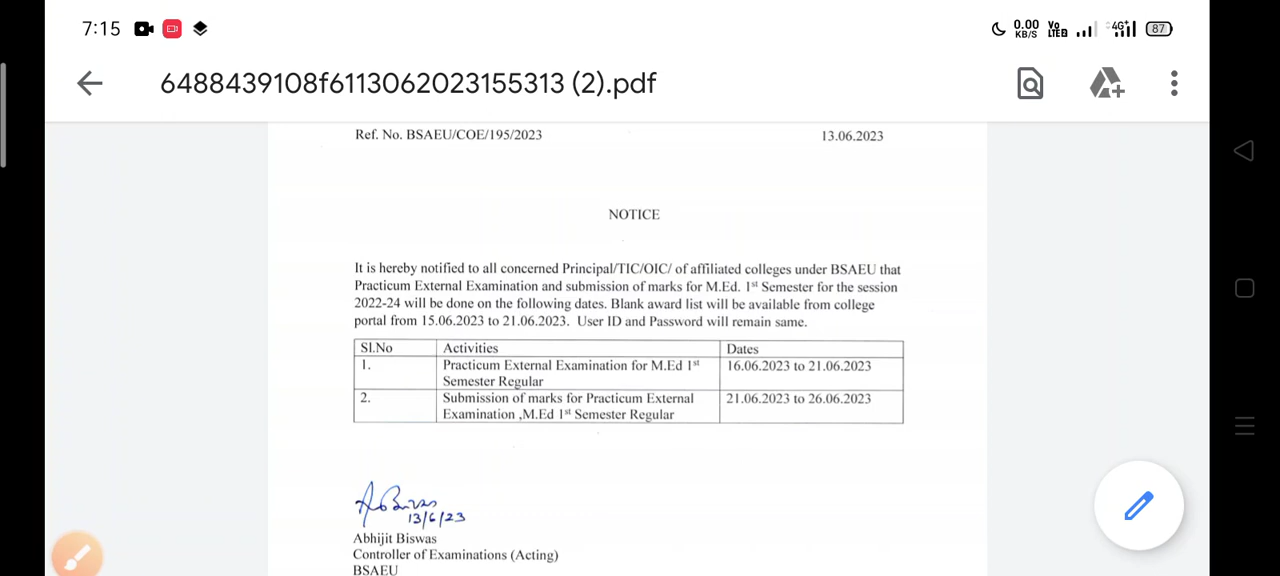 7:15
0.00 KB/S Vo LTE2 4G+ 87
6488439108f6113062023155313 (2).pdf
Ref. No. BSAEU/COE/195/2023 13.06.2023
NOTICE
It is hereby notified to all concerned Principal/TIC/OIC/ of affiliated colleges under BSAEU that
Practicum External Examination and submission of marks for M.Ed. 1st Semester for the session
2022-24 will be done on the following dates. Blank award list will be available from college
portal from 15.06.2023 to 21.06.2023. User ID and Password will remain same.
Sl.No Activities Dates
1. Practicum External Examination for M.Ed 1st 16.06.2023 to 21.06.2023
Semester Regular
2. Submission of marks for Practicum External 21.06.2023 to 26.06.2023
Examination ,M.Ed 1st Semester Regular
ABiswas
13/6/23
Abhijit Biswas
Controller of Examinations (Acting)
BSAEU